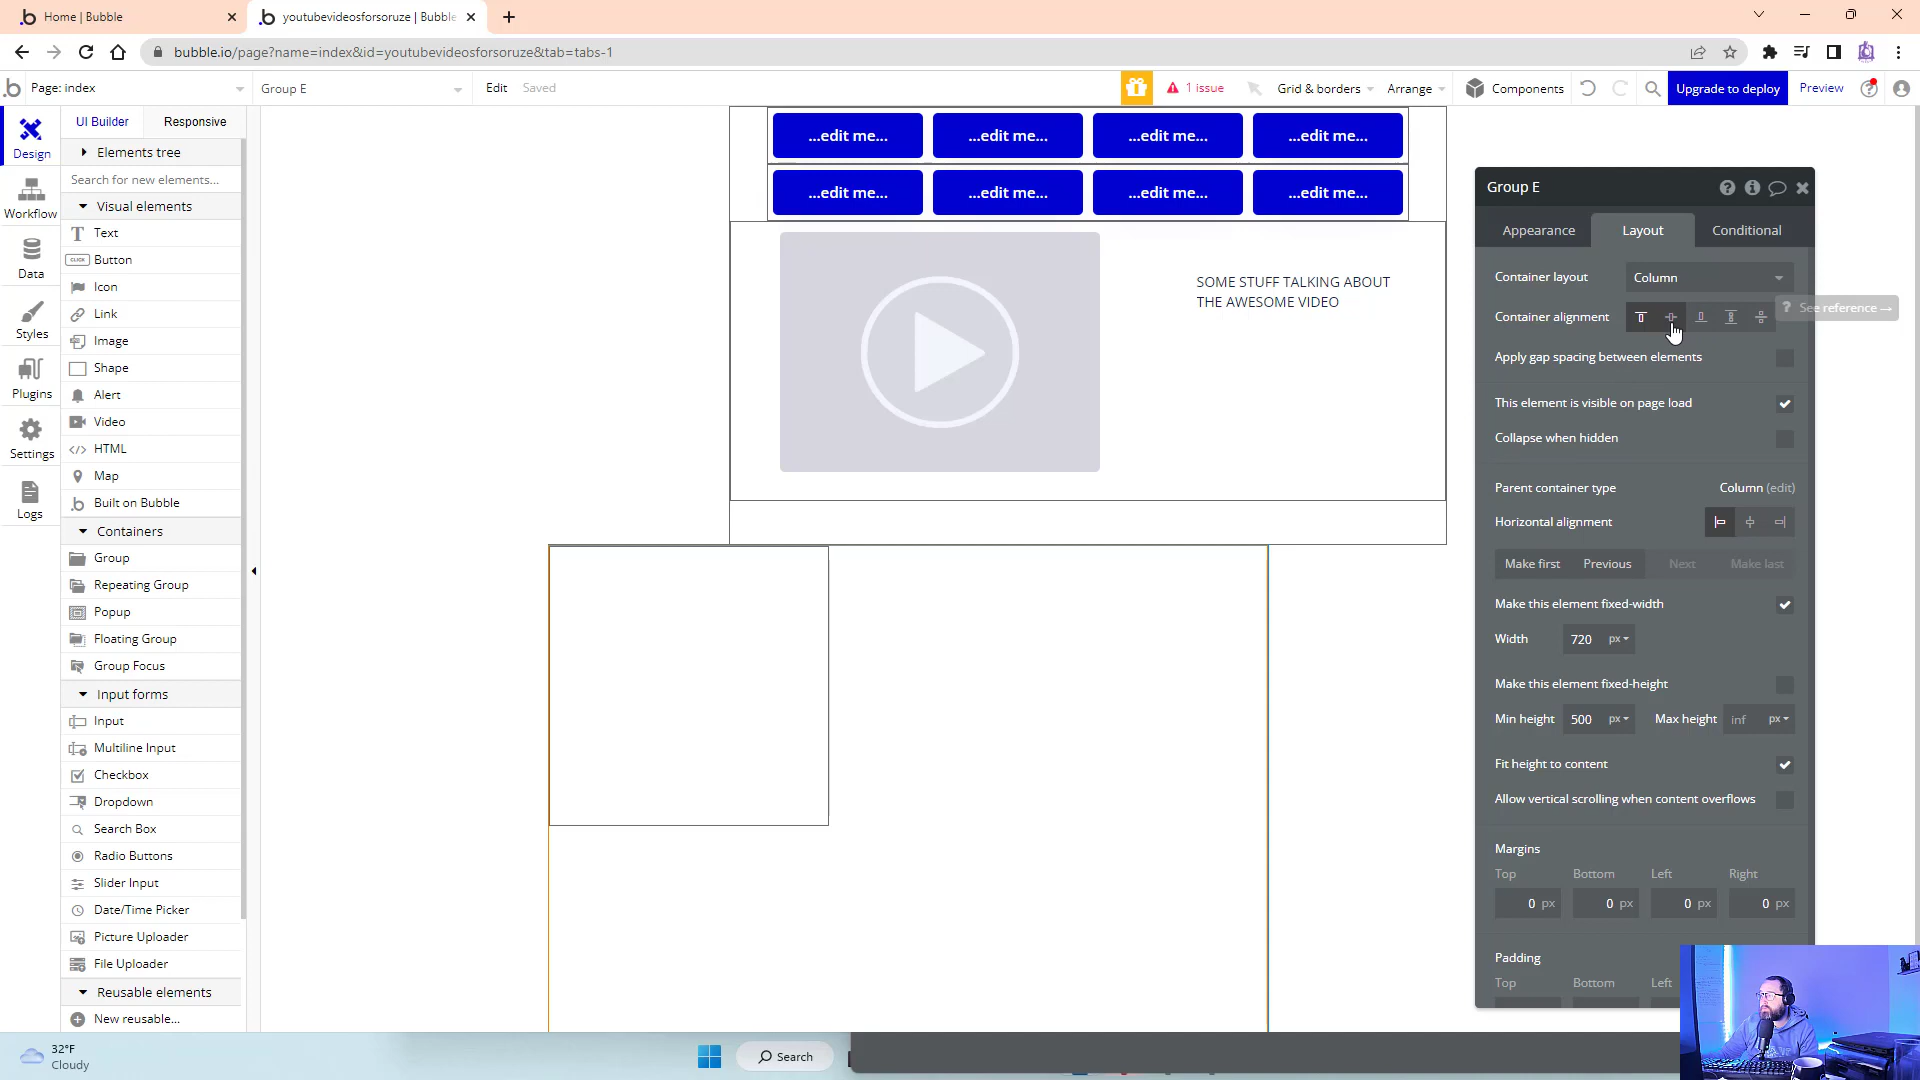 Home | Bubble
youtubevideosforsoruze | Bubble
bubble.io/page?name=index&id=youtubevideosforsoruze&tab=tabs-1
Page: index
Group E
Edit
Saved
1 issue
Grid & borders
Arrange
Components
Upgrade to deploy
Preview
Design
Workflow
Data
Styles
Plugins
Settings
Logs
UI Builder
Responsive
Elements tree
Search for new elements...
Visual elements
Text
CLICK
Button
Icon
Link
Image
Shape
Alert
Video
HTML
Map
Built on Bubble
Containers
Group
Repeating Group
Popup
Floating Group
Group Focus
Input forms
Input
Multiline Input
Checkbox
Dropdown
Search Box
Radio Buttons
Slider Input
Date/Time Picker
Picture Uploader
File Uploader
Reusable elements
New reusable...
...edit me... ...edit me... ...edit me... ...edit me...
...edit me... ...edit me... ...edit me... ...edit me...
SOME STUFF TALKING ABOUT
THE AWESOME VIDEO
Group E
Appearance
Layout
Conditional
Container layout
Column
Container alignment
? See reference →
Apply gap spacing between elements
This element is visible on page load
Collapse when hidden
Parent container type
Column (edit)
Horizontal alignment
Make first
Previous
Next
Make last
Make this element fixed-width
Width
720 px
Make this element fixed-height
Min height
500 px
Max height
inf px
Fit height to content
Allow vertical scrolling when content overflows
Margins
Top Bottom Left Right
0 px 0 px 0 px 0 px
Padding
Top Bottom Left
32°F
Cloudy
Search